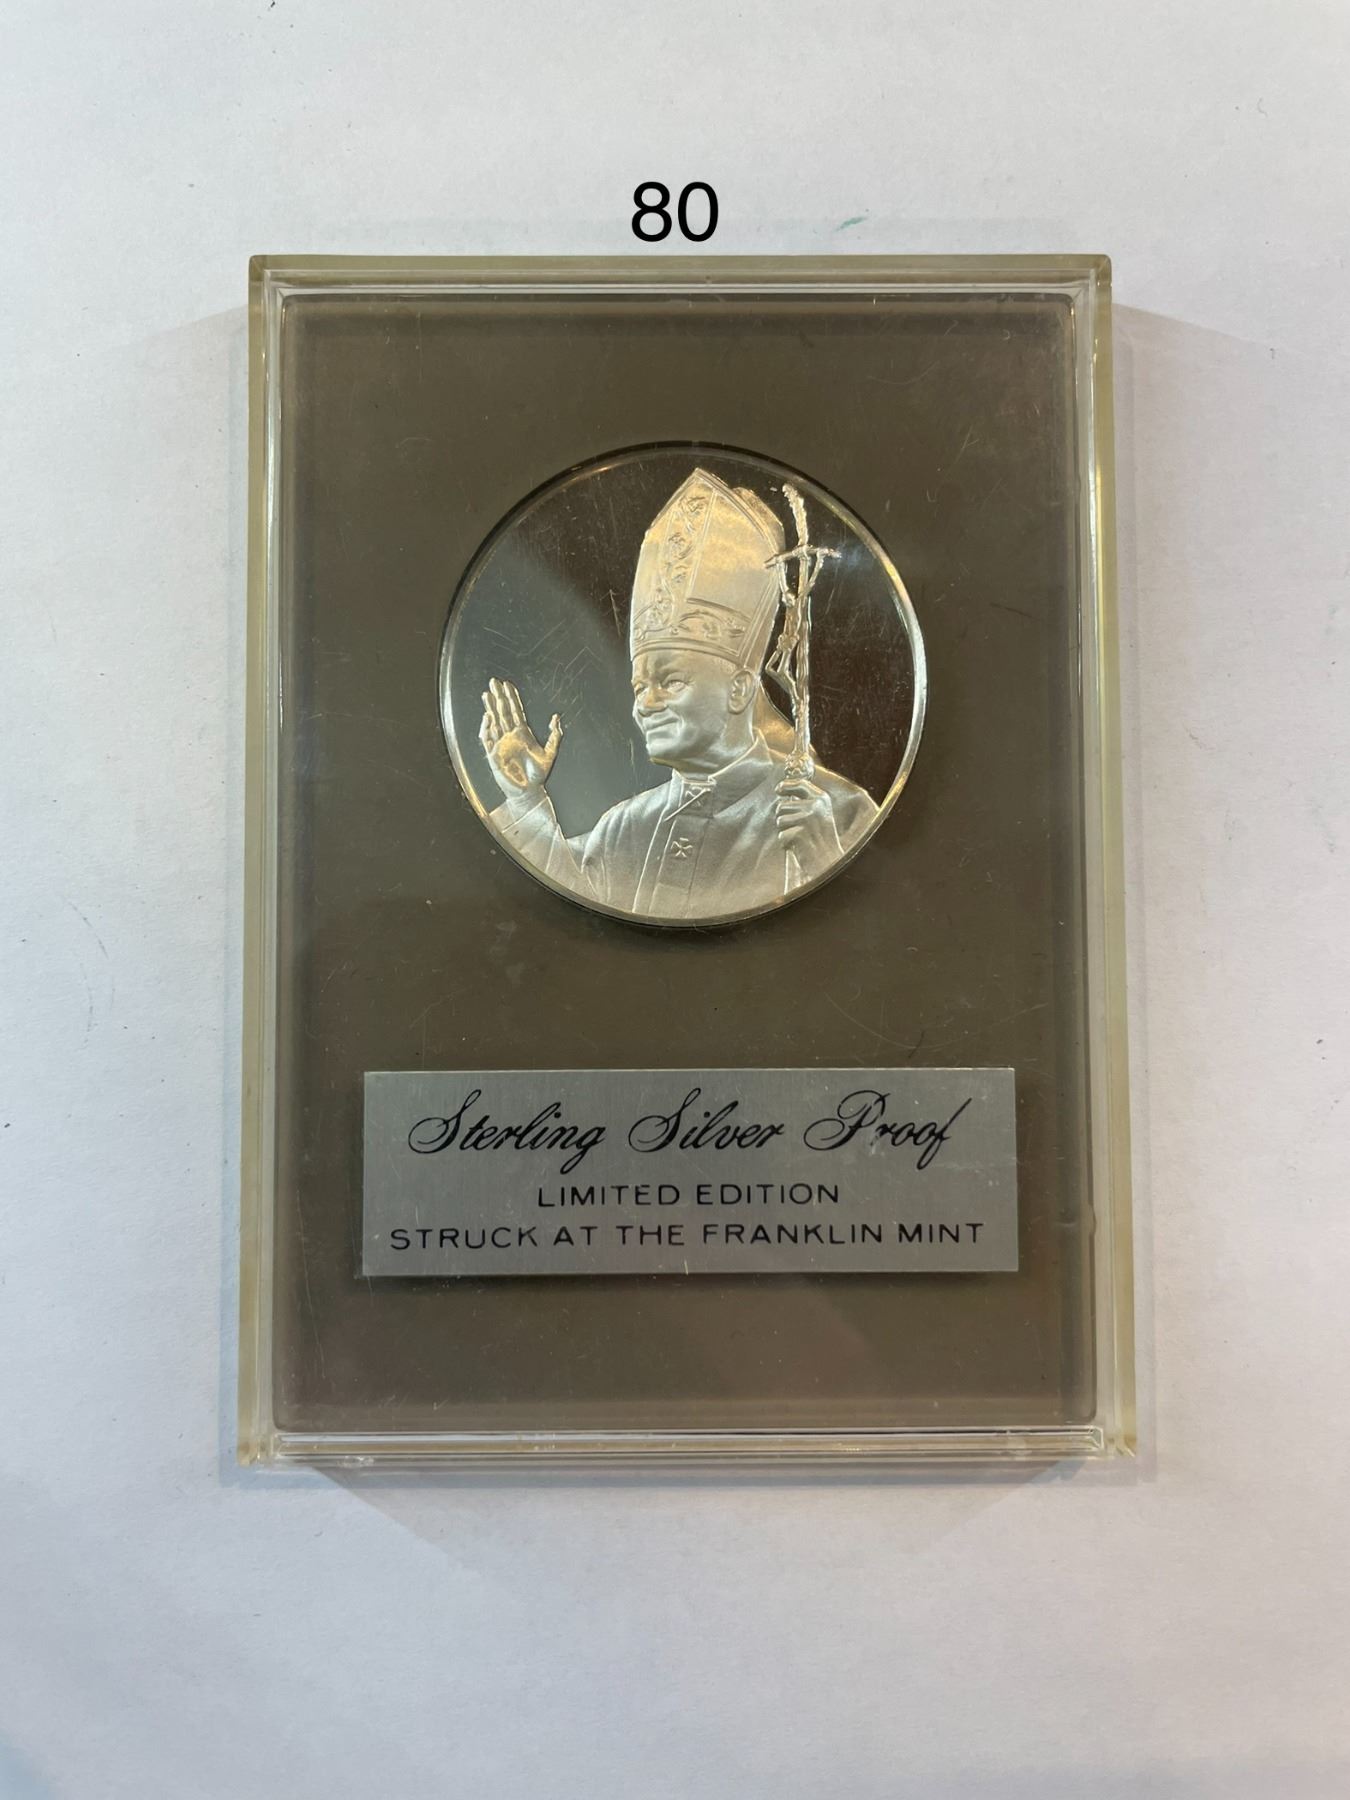 80
Sterling Silver Proof
LIMITED EDITION
STRUCK AT THE FRANKLIN MINT